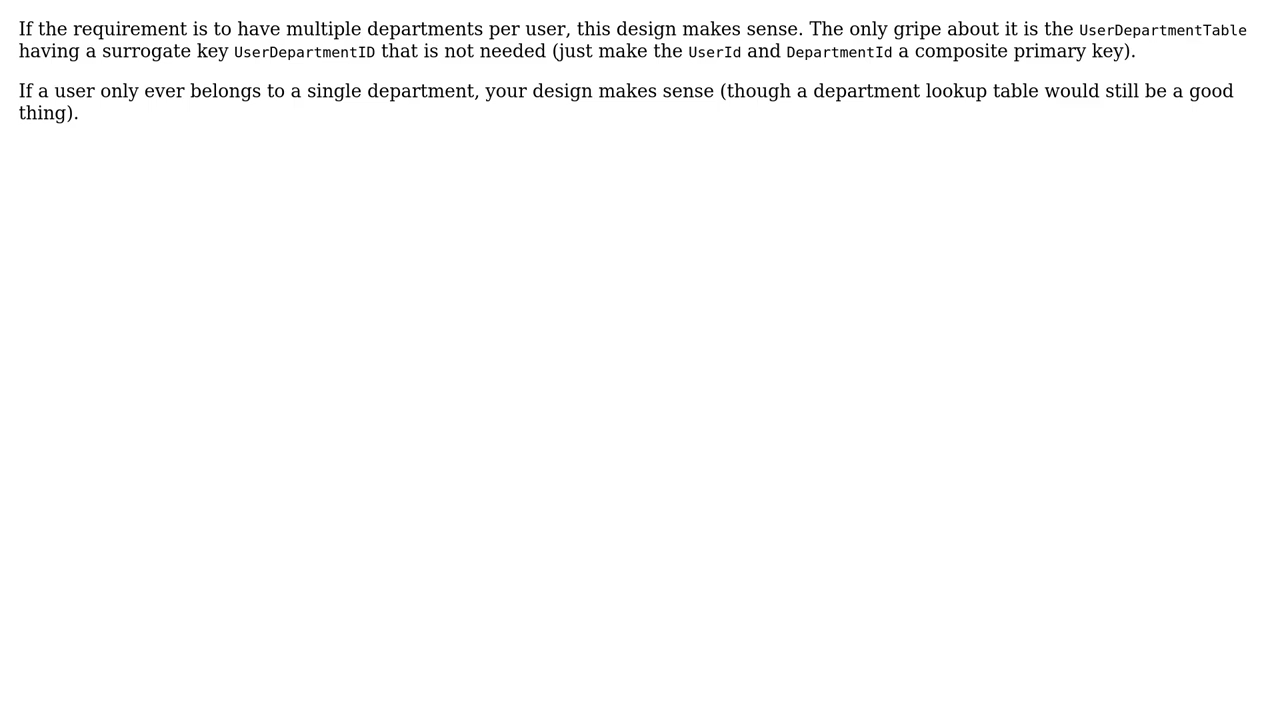 If the requirement is to have multiple departments per user, this design makes sense. The only gripe about it is the UserDepartmentTable
having a surrogate key UserDepartmentID that is not needed (just make the UserId and DepartmentId a composite primary key).
If a user only ever belongs to a single department, your design makes sense (though a department lookup table would still be a good
thing).